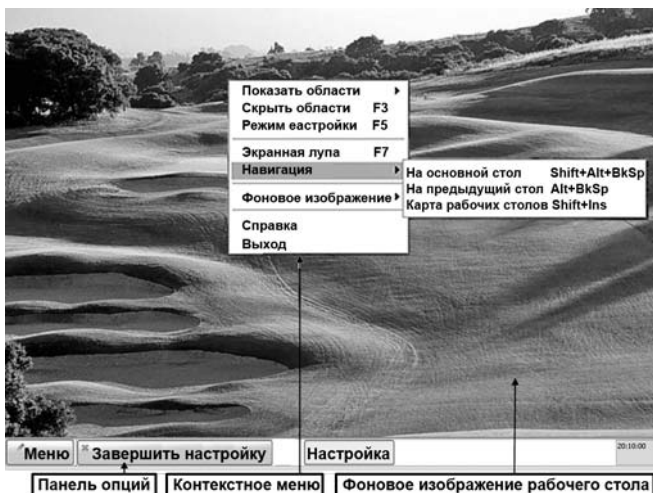 Показать области
Скрыть области F3
Режим еастройки F5
Экранная лупа F7
Навигация
На основной стол Shift+Alt+BkSp
На предыдущий стол Alt+BkSp
Карта рабочих столов Shift+Ins
Фоновое изображение
Справка
Выход
Меню
Завершить настройку
Настройка
20:10:00
Панель опций
Контекстное меню
Фоновое изображение рабочего стола